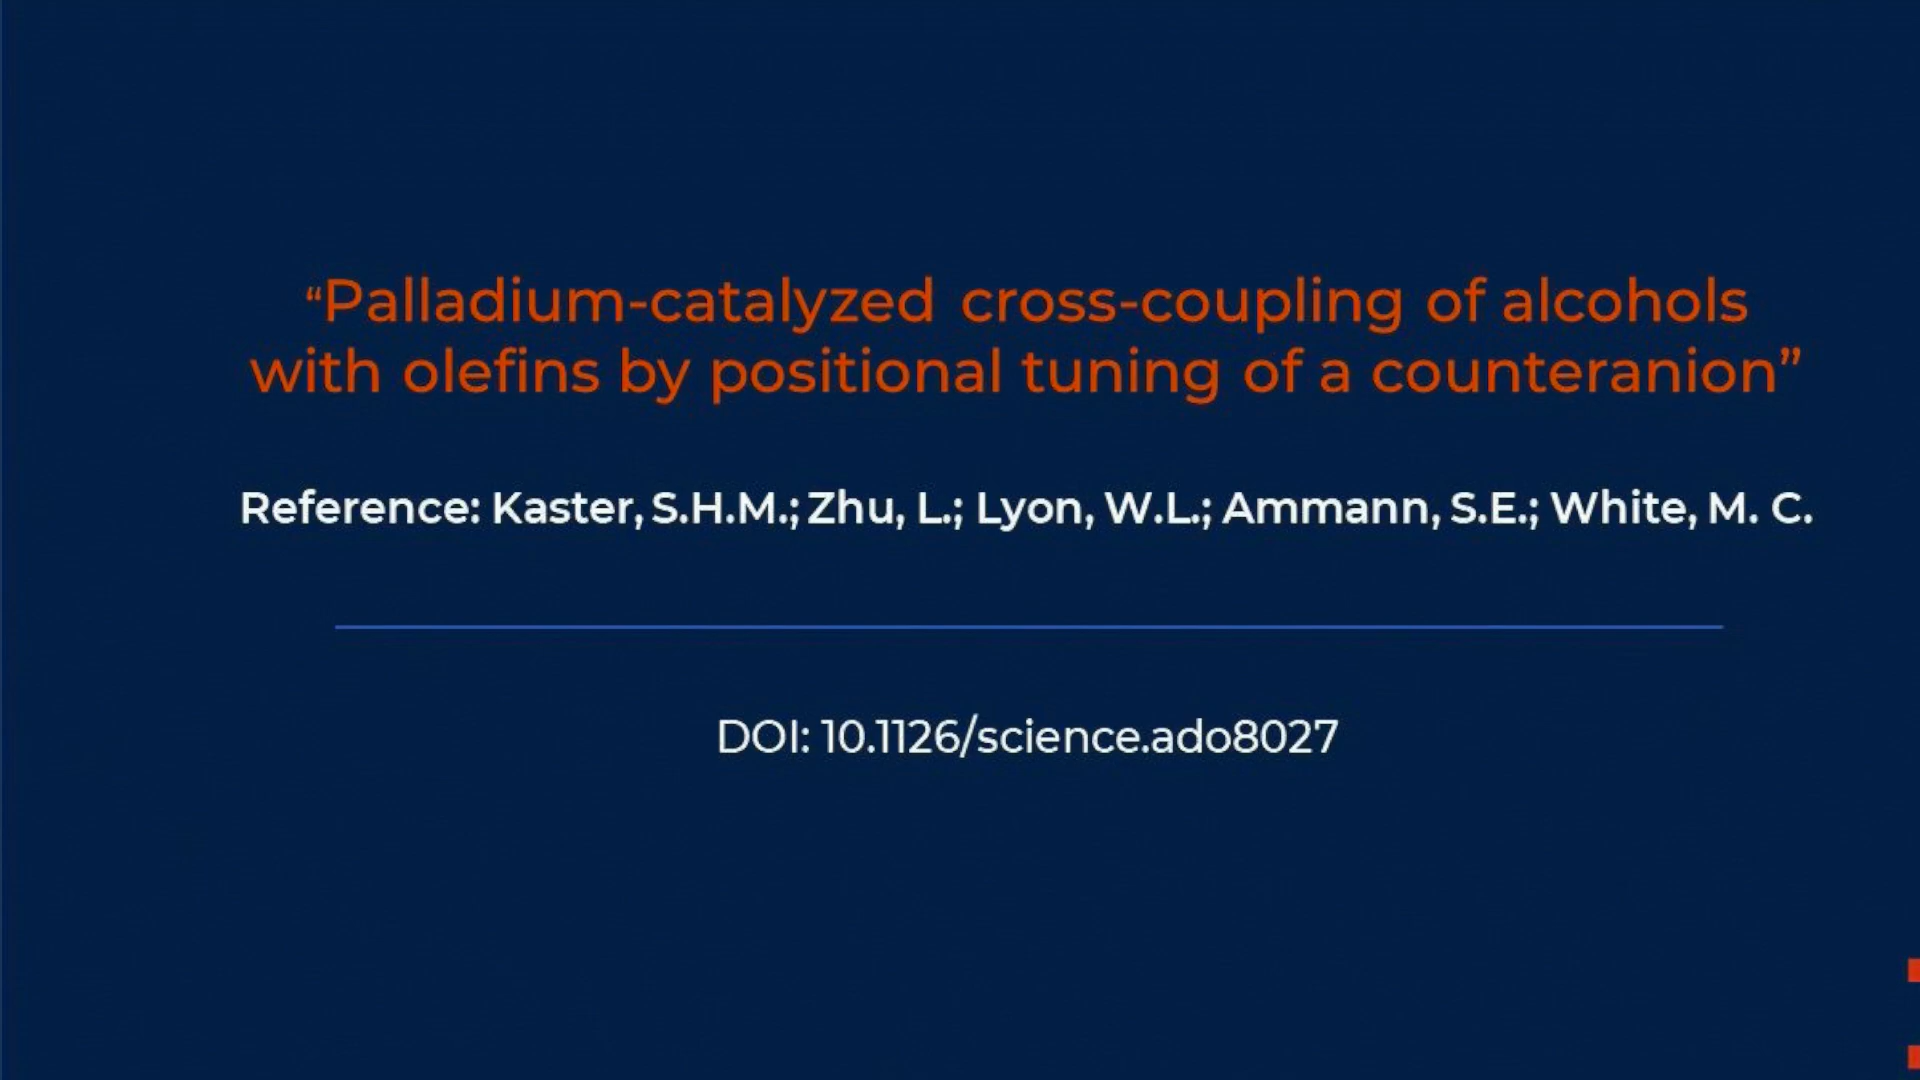 “Palladium-catalyzed cross-coupling of alcohols
with olefins by positional tuning of a counteranion”
Reference: Kaster, S.H.M.; Zhu, L.; Lyon, W.L.; Ammann, S.E.; White, M. C.
DOI: 10.1126/science.ado8027